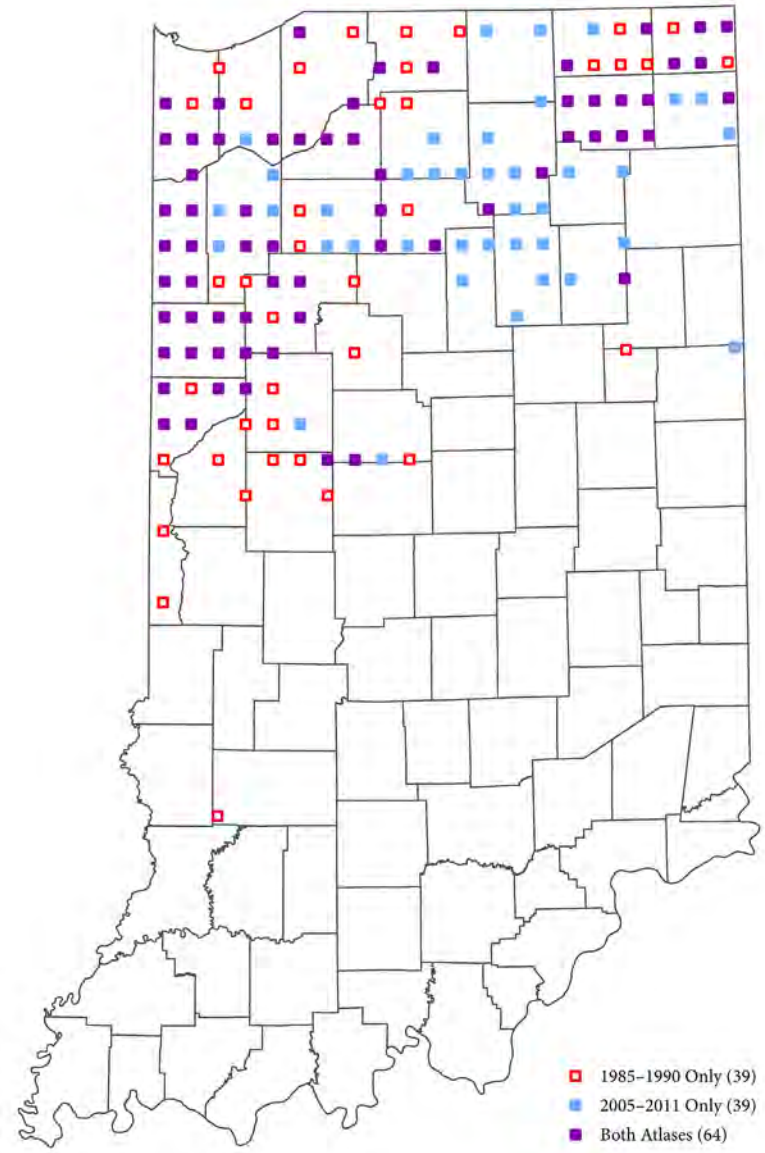 1985–1990 Only (39)
2005–2011 Only (39)
Both Atlases (64)